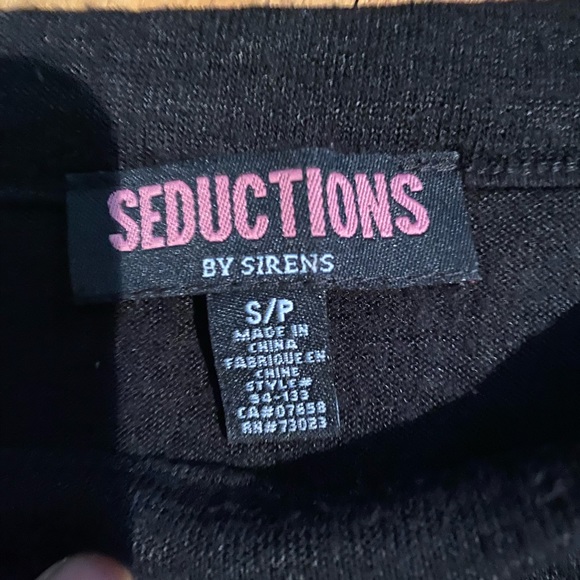 SEDUCTIONS
BY SIRENS
S/P
MADE IN
CHINA
FABRIQUE EN
CHINE
STYLE#
54-133
CA#07658
RN#73023